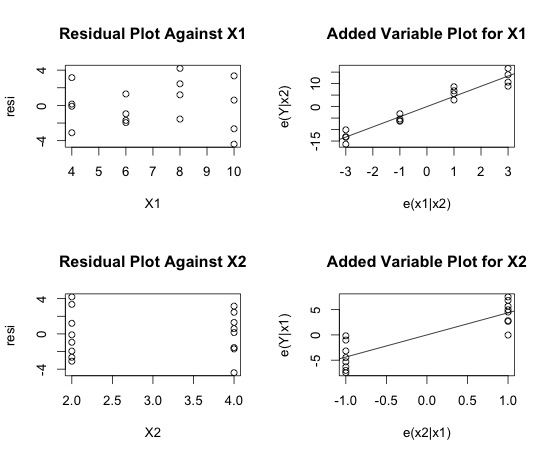 Residual Plot Against X1
resi
4
0
-4
4 5 6 7 8 9 10
X1
Added Variable Plot for X1
e(Y|x2)
10
0
-15
-3 -2 -1 0 1 2 3
e(x1|x2)
Residual Plot Against X2
resi
4
0
-4
2.0 2.5 3.0 3.5 4.0
X2
Added Variable Plot for X2
e(Y|x1)
5
0
-5
-1.0 -0.5 0.0 0.5 1.0
e(x2|x1)